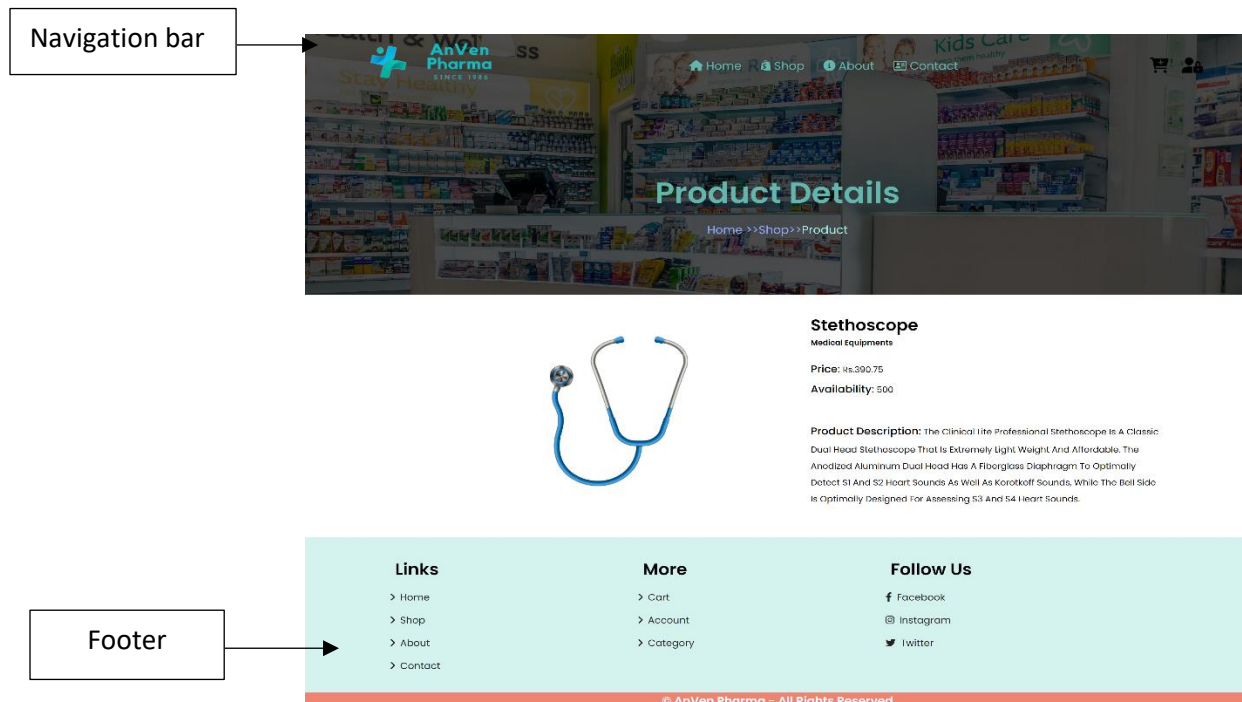 Navigation bar
AnVen
Pharma
SINCE 1986
Home Shop About Contact
Kids Care
Stay Healthy
Product Details
Home >>Shop>>Product
Stethoscope
Medical Equipments
Price: Rs.390.75
Availability: 500
Product Description: The Clinical Lite Professional Stethoscope Is A Classic
Dual Head Stethoscope That Is Extremely Light Weight And Affordable. The
Anodized Aluminum Dual Head Has A Fiberglass Diaphragm To Optimally
Detect S1 And S2 Heart Sounds As Well As Korotkoff Sounds, While The Bell Side
Is Optimally Designed For Assessing S3 And S4 Heart Sounds.
Footer
Links
> Home
> Shop
> About
> Contact
More
> Cart
> Account
> Category
Follow Us
Facebook
Instagram
Twitter
© AnVen Pharma - All Rights Reserved